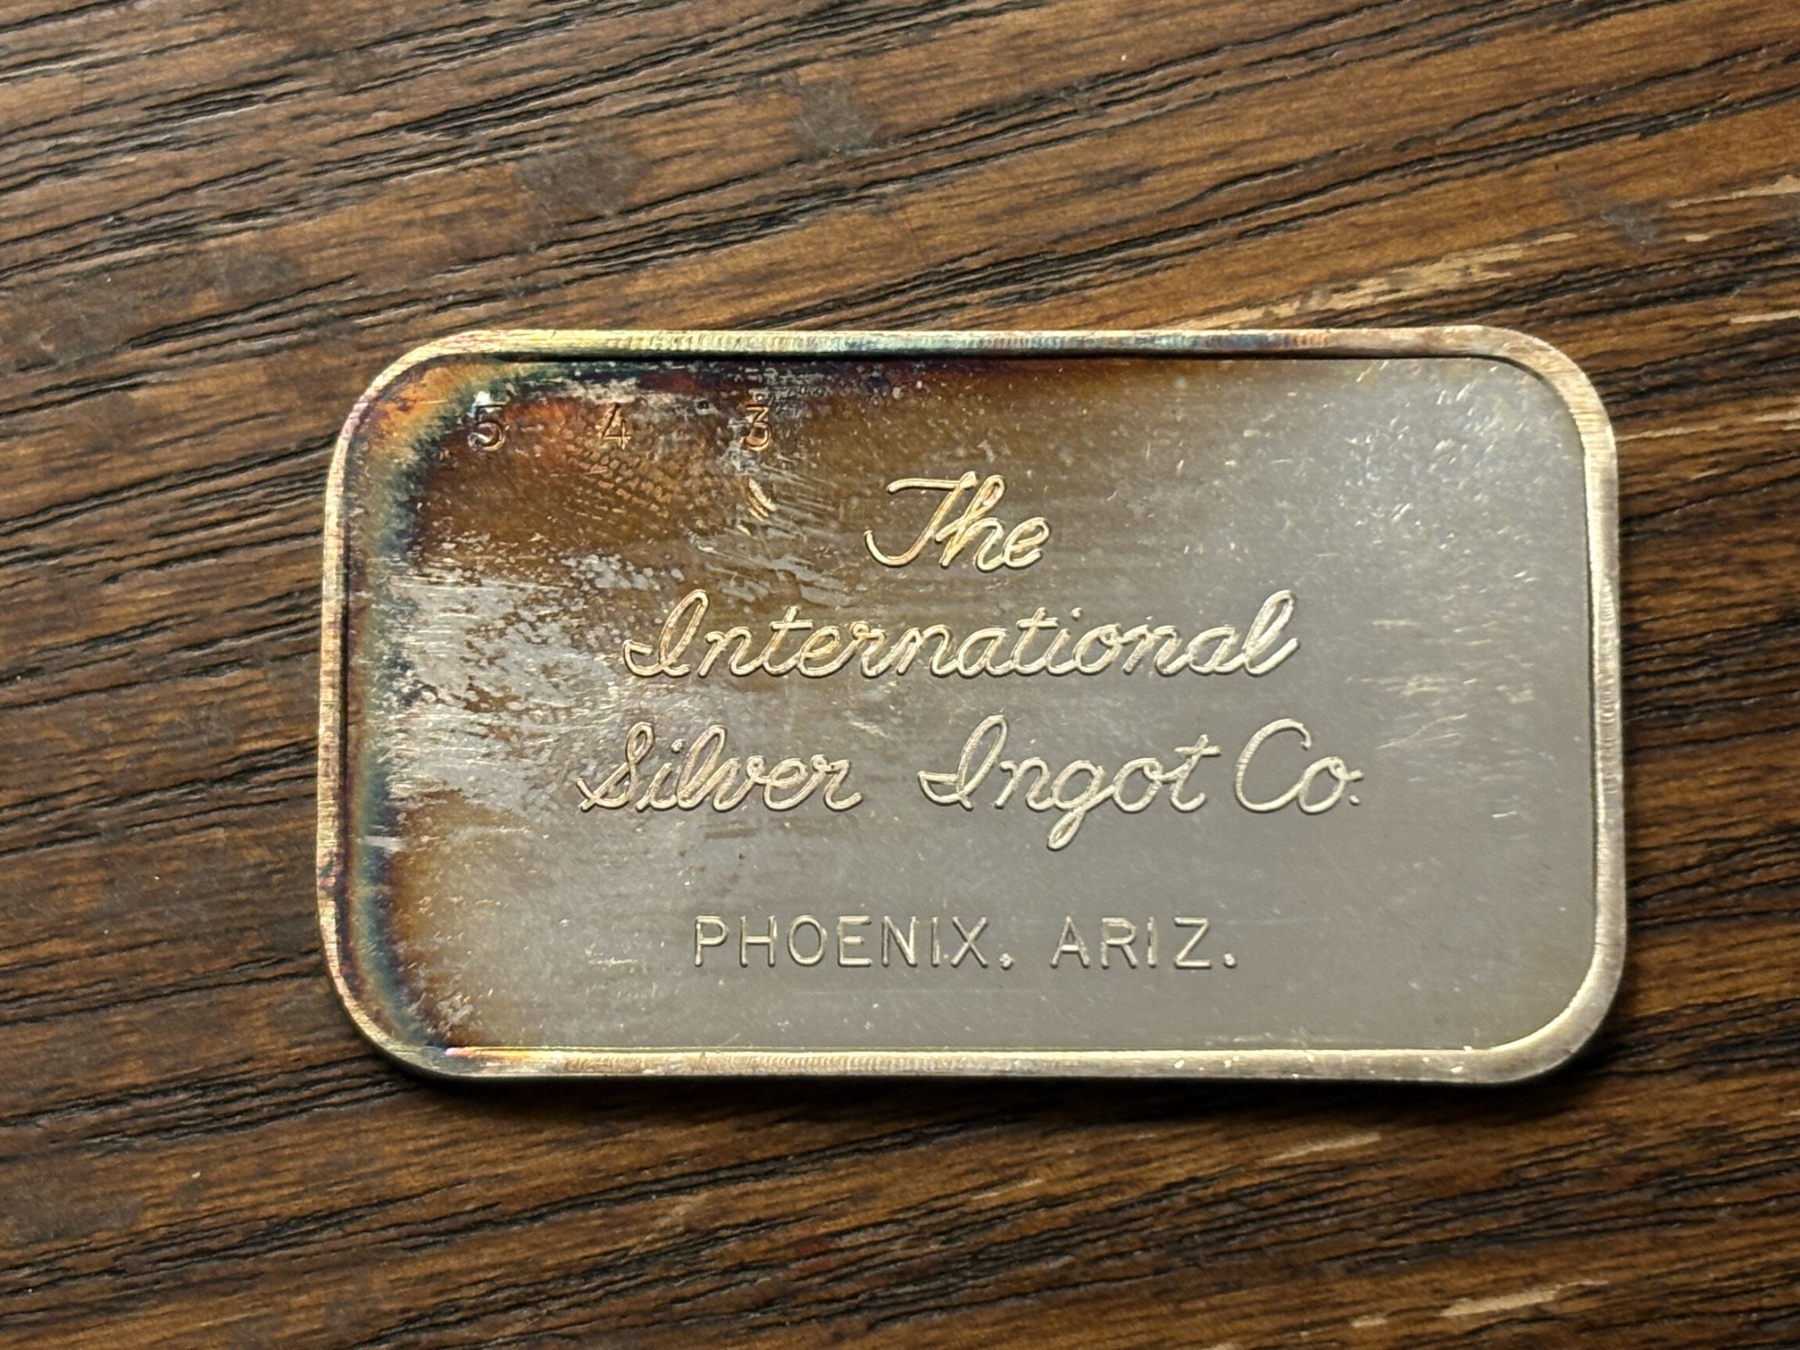 5 4 3
The
International
Silver Ingot Co.
PHOENIX, ARIZ.